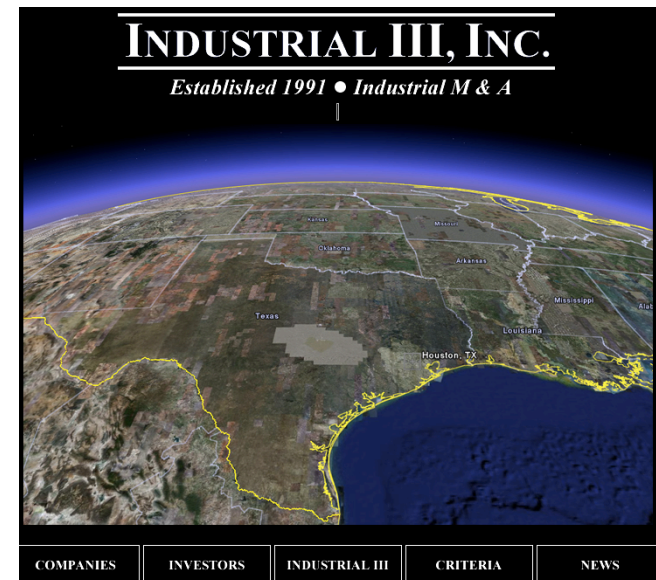 INDUSTRIAL III, INC.
Established 1991 ● Industrial M & A
Kansas
Missouri
Oklahoma
Arkansas
Mississippi
Alab
Texas
Louisiana
Houston, TX
COMPANIES
INVESTORS
INDUSTRIAL III
CRITERIA
NEWS